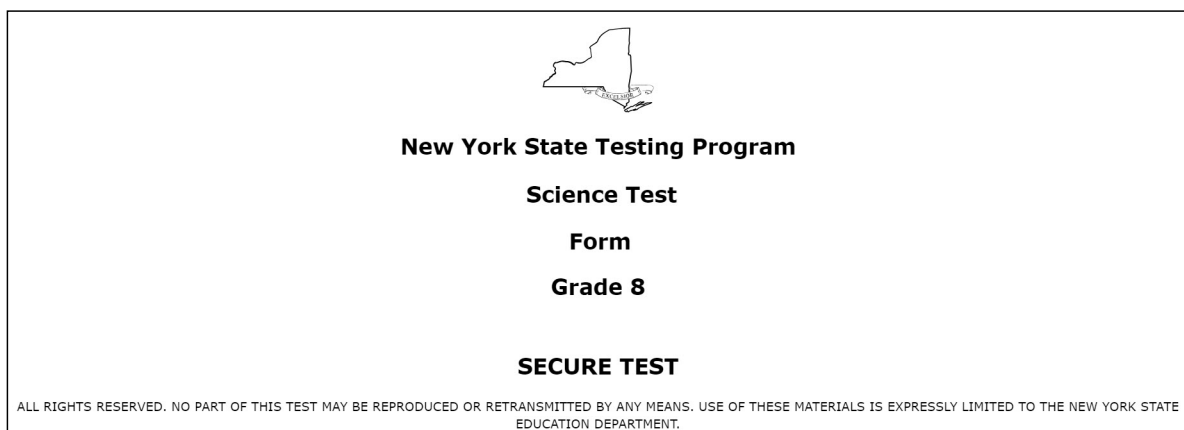 EXCELSIOR
New York State Testing Program
Science Test
Form
Grade 8
SECURE TEST
ALL RIGHTS RESERVED. NO PART OF THIS TEST MAY BE REPRODUCED OR RETRANSMITTED BY ANY MEANS. USE OF THESE MATERIALS IS EXPRESSLY LIMITED TO THE NEW YORK STATE
EDUCATION DEPARTMENT.